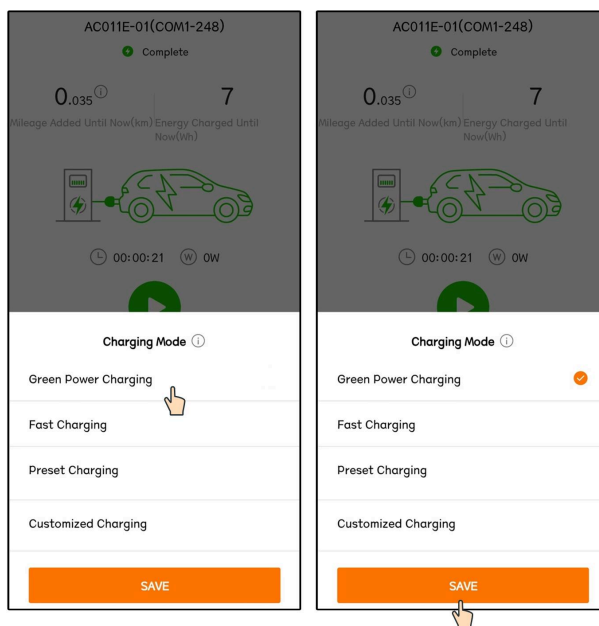 AC011E-01(COM1-248)
Complete
0.035
7
Mileage Added Until Now(km)
Energy Charged Until
Now(Wh)
00:00:21
W 0W
Charging Mode
Green Power Charging
Fast Charging
Preset Charging
Customized Charging
SAVE
AC011E-01(COM1-248)
Complete
0.035
7
Mileage Added Until Now(km)
Energy Charged Until
Now(Wh)
00:00:21
W 0W
Charging Mode
Green Power Charging
Fast Charging
Preset Charging
Customized Charging
SAVE